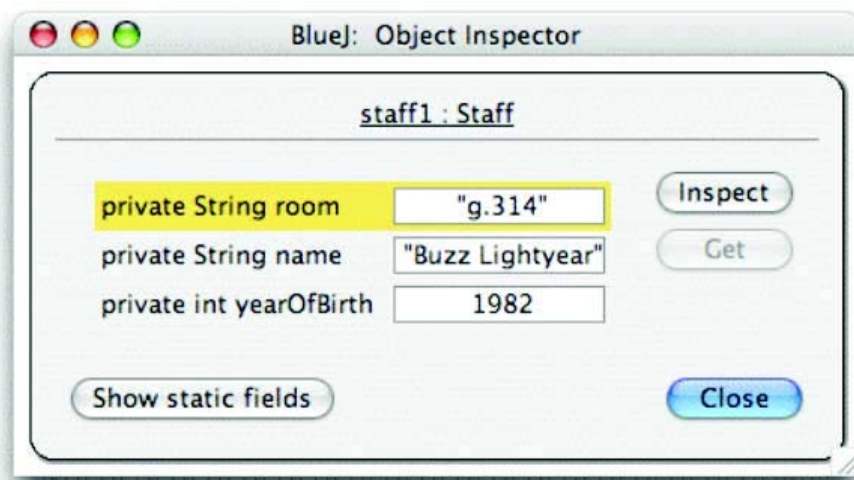 BlueJ: Object Inspector
staff1 : Staff
private String room "g.314" Inspect
private String name "Buzz Lightyear" Get
private int yearOfBirth 1982
Show static fields Close